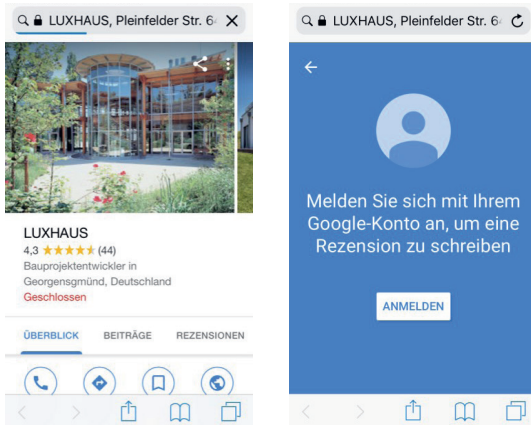 LUXHAUS, Pleinfelder Str. 6
LUXHAUS
4,3 (44)
Bauprojektentwickler in
Georgensgmünd, Deutschland
Geschlossen
ÜBERBLICK BEITRÄGE REZENSIONEN
LUXHAUS, Pleinfelder Str. 6
Melden Sie sich mit Ihrem
Google-Konto an, um eine
Rezension zu schreiben
ANMELDEN